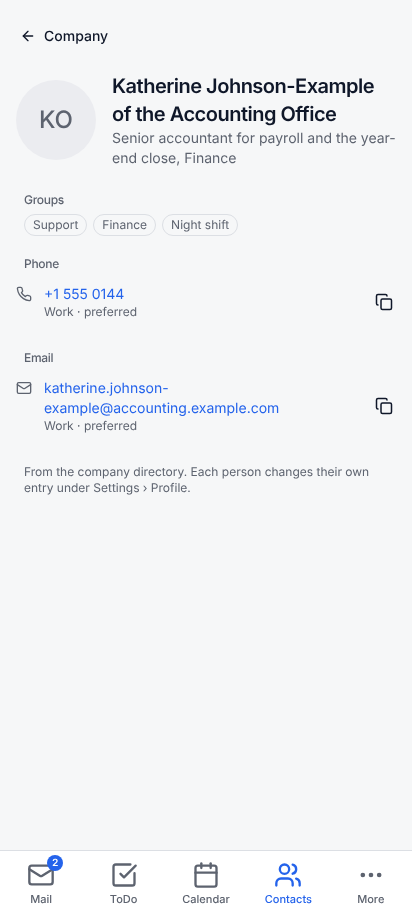 Company
KO
Katherine Johnson-Example
of the Accounting Office
Senior accountant for payroll and the year-
end close, Finance
Groups
Support Finance Night shift
Phone
+1 555 0144
Work · preferred
Email
katherine.johnson-
example@accounting.example.com
Work · preferred
From the company directory. Each person changes their own
entry under Settings › Profile.
2
Mail ToDo Calendar Contacts More